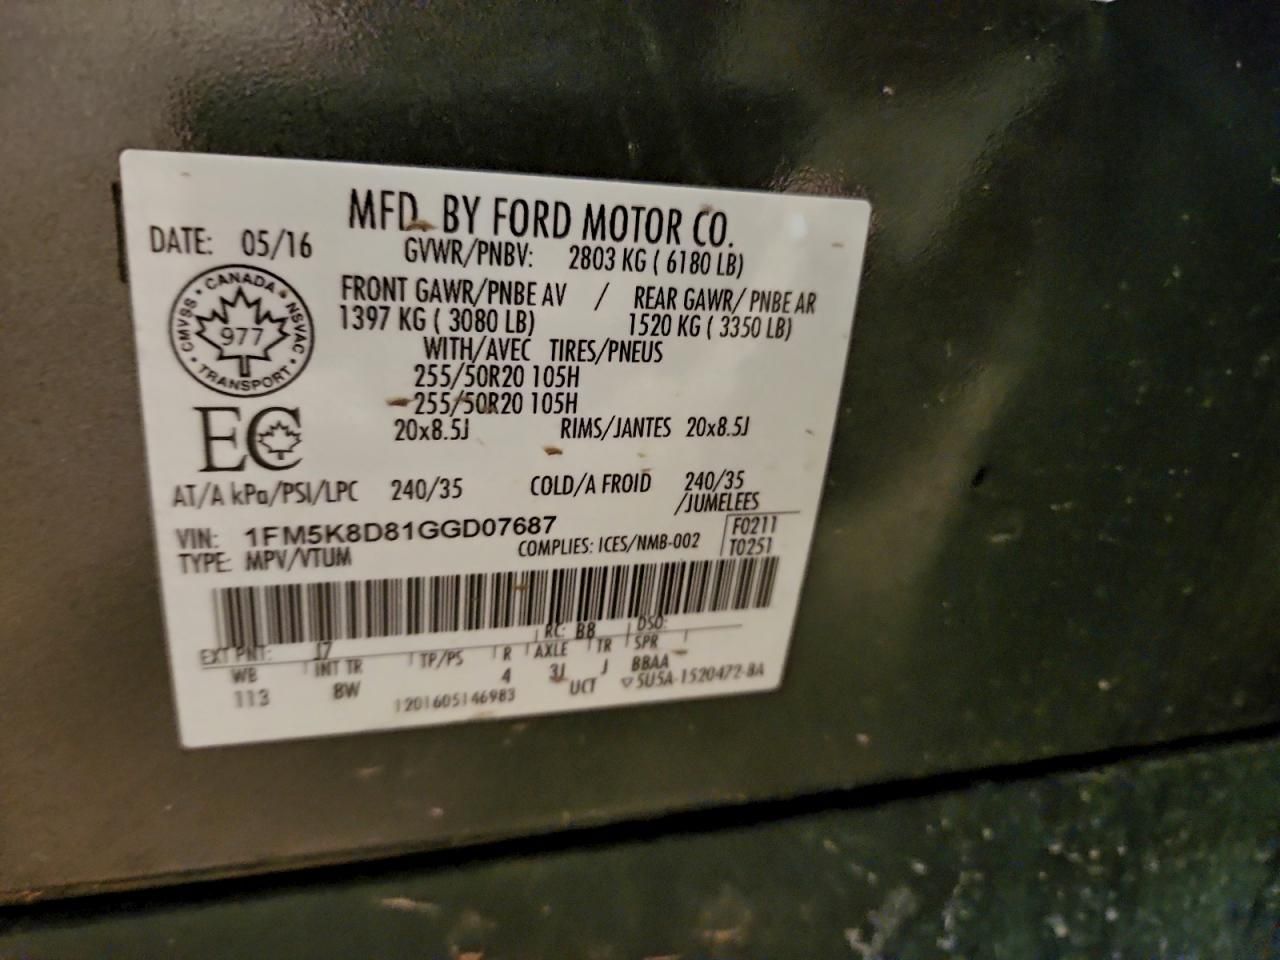 MFD. BY FORD MOTOR CO.
DATE: 05/16
GVWR/PNBV: 2803 KG ( 6180 LB)
FRONT GAWR/PNBE AV / REAR GAWR/ PNBE AR
1397 KG ( 3080 LB) 1520 KG ( 3350 LB)
WITH/AVEC TIRES/PNEUS
255/50R20 105H
255/50R20 105H
20x8.5J RIMS/JANTES 20x8.5J
CANADA
CMVSS • NSVAC
977
TRANSPORT
EC
AT/A kPa/PSI/LPC 240/35 COLD/A FROID 240/35
/JUMELEES
VIN: 1FM5K8D81GGD07687
F0211
TYPE: MPV/VTUM COMPLIES: ICES/NMB-002 T0251
EXT PNT: J7 RC: B8 DSO:
WB INT TR TP/PS R AXLE TR SPR
113 8W 4 3J J BBAA
1201605146983 UCT ▽5U5A-1520472-BA